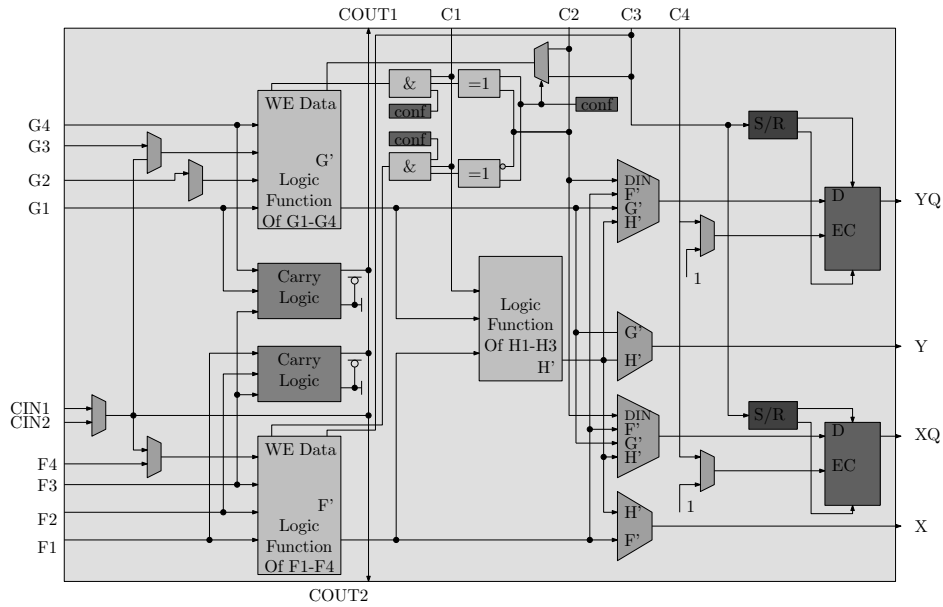 COUT1 C1 C2 C3 C4
& =1
WE Data
conf conf
G4
S/R
G3
conf
G'
G2
Logic
& =1
DIN
Function
F'
D
YQ
G1
Of G1-G4
G'
H'
EC
Carry
Logic
1
Logic
Function
Of H1-H3
H'
G'
Y
H'
Carry
Logic
CIN1
CIN2
DIN
S/R
F'
D
XQ
WE Data
G'
F4
H'
EC
F3
F'
1
F2
Logic
H'
X
Function
F1
F'
Of F1-F4
COUT2